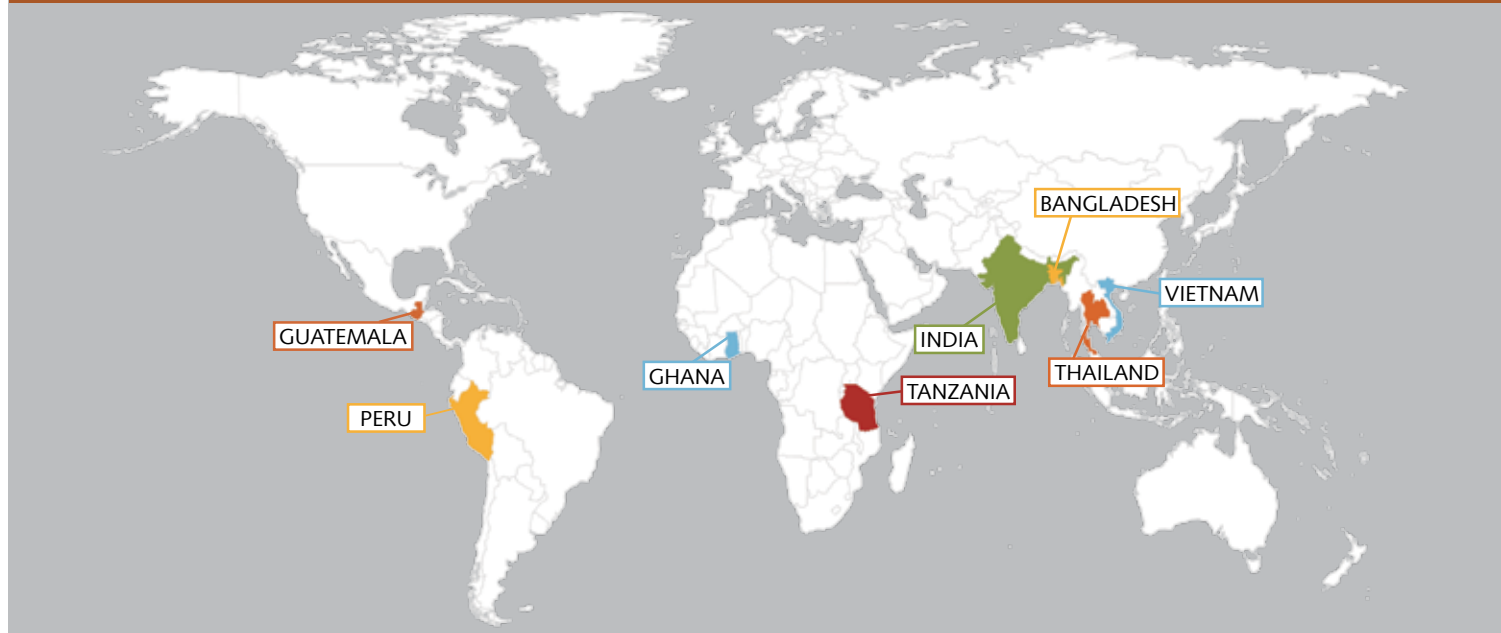 BANGLADESH
VIETNAM
GUATEMALA
INDIA
GHANA
THAILAND
TANZANIA
PERU